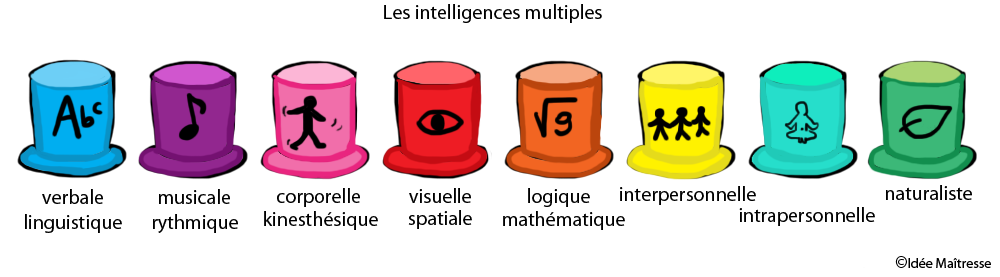 Les intelligences multiples
Abc
√9
verbale
linguistique
musicale
rythmique
corporelle
kinesthésique
visuelle
spatiale
logique
mathématique
interpersonnelle
intrapersonnelle
naturaliste
©Idée Maîtresse